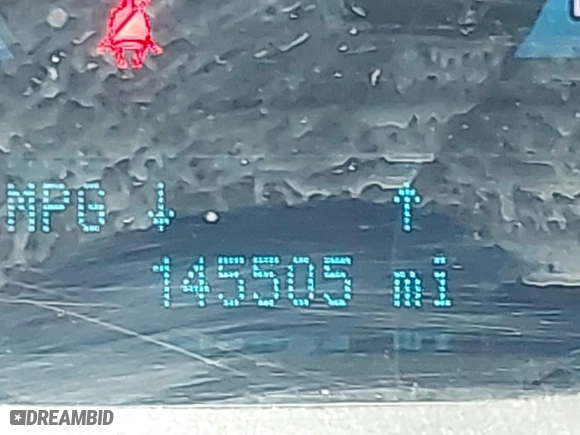 MPG ↓ ↑
145505 mi
DREAMBID